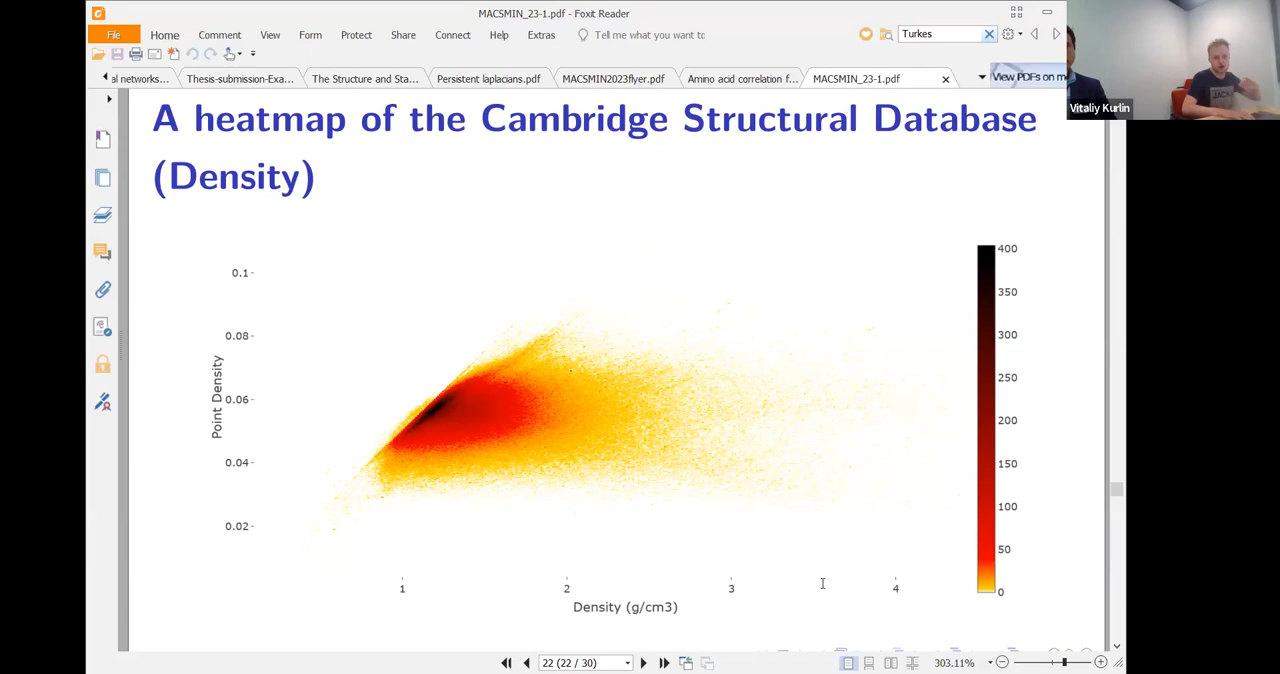 MACSMIN_23-1.pdf - Foxit Reader
File Home Comment View Form Protect Share Connect Help Extras Tell me what you want to Turkes
al networks... Thesis-submission-Exa... The Structure and Sta... Persistent laplacians.pdf MACSMIN2023flyer.pdf Amino acid correlation f... MACSMIN_23-1.pdf View PDFs on m
Vitaliy Kurlin
A heatmap of the Cambridge Structural Database
(Density)
400
350
300
250
200
150
100
50
0
0.1
0.08
0.06
0.04
0.02
Point Density
1 2 3 4
Density (g/cm3)
22 (22 / 30) 303.11%